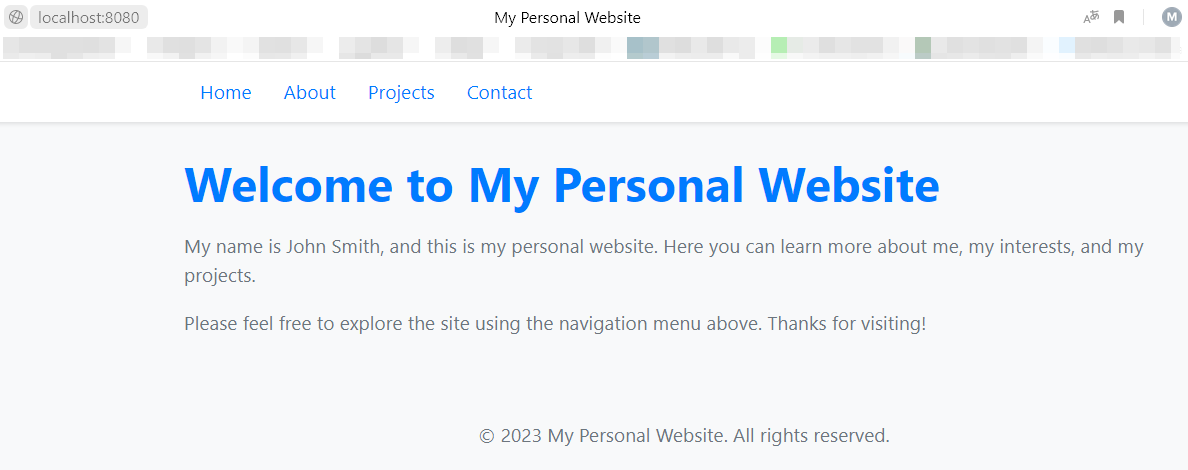 localhost:8080 My Personal Website M
Home About Projects Contact
Welcome to My Personal Website
My name is John Smith, and this is my personal website. Here you can learn more about me, my interests, and my
projects.
Please feel free to explore the site using the navigation menu above. Thanks for visiting!
© 2023 My Personal Website. All rights reserved.